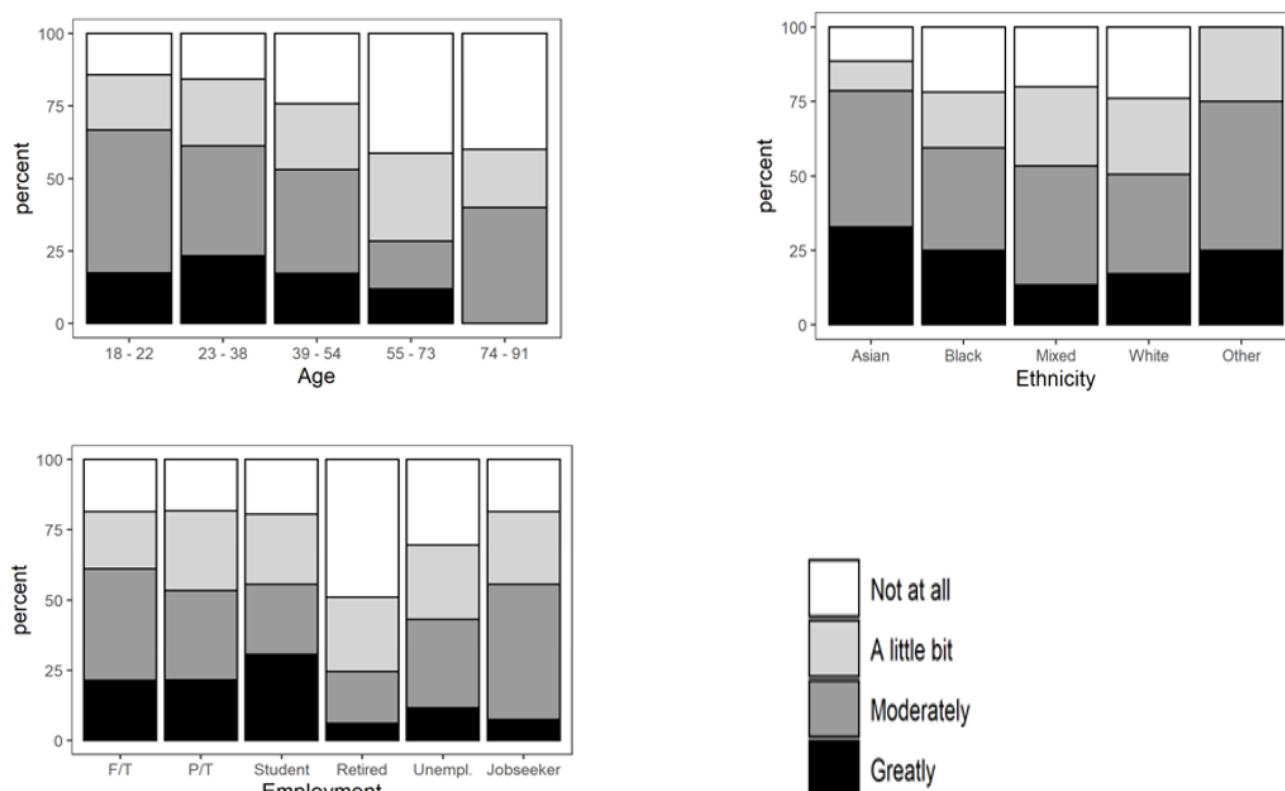 100
75
50
25
0
percent
18 - 22 23 - 38 39 - 54 55 - 73 74 - 91
Age
100
75
50
25
0
percent
Asian Black Mixed White Other
Ethnicity
100
75
50
25
0
percent
F/T P/T Student Retired Unempl. Jobseeker
Employment
Not at all
A little bit
Moderately
Greatly